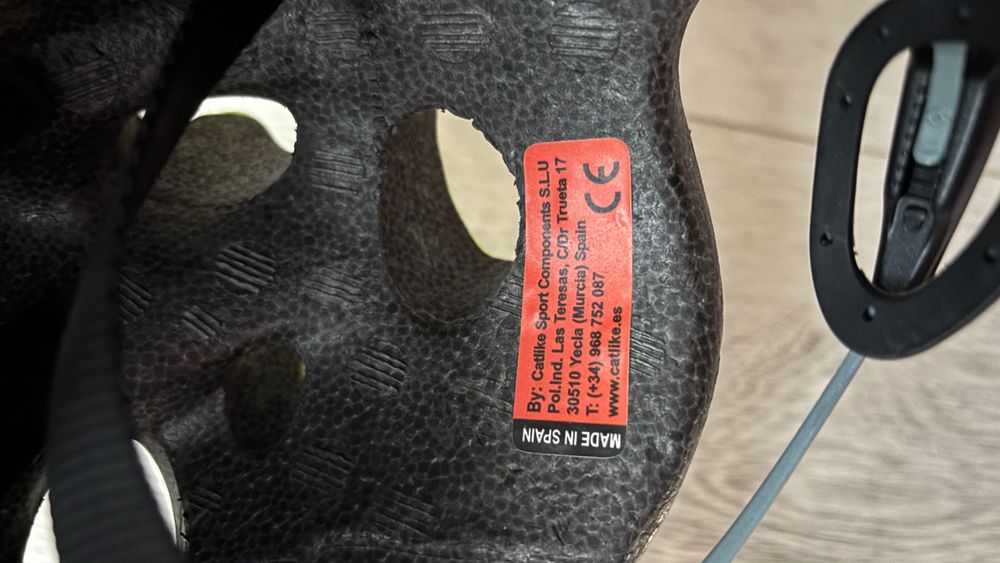 By: Catlike Sport Components S.L.U
Pol.Ind. Las Teresas, C/Dr Trueta 17
30510 Yecla (Murcia) Spain
T: (+34) 968 752 087
www.catlike.es
CE
MADE IN SPAIN